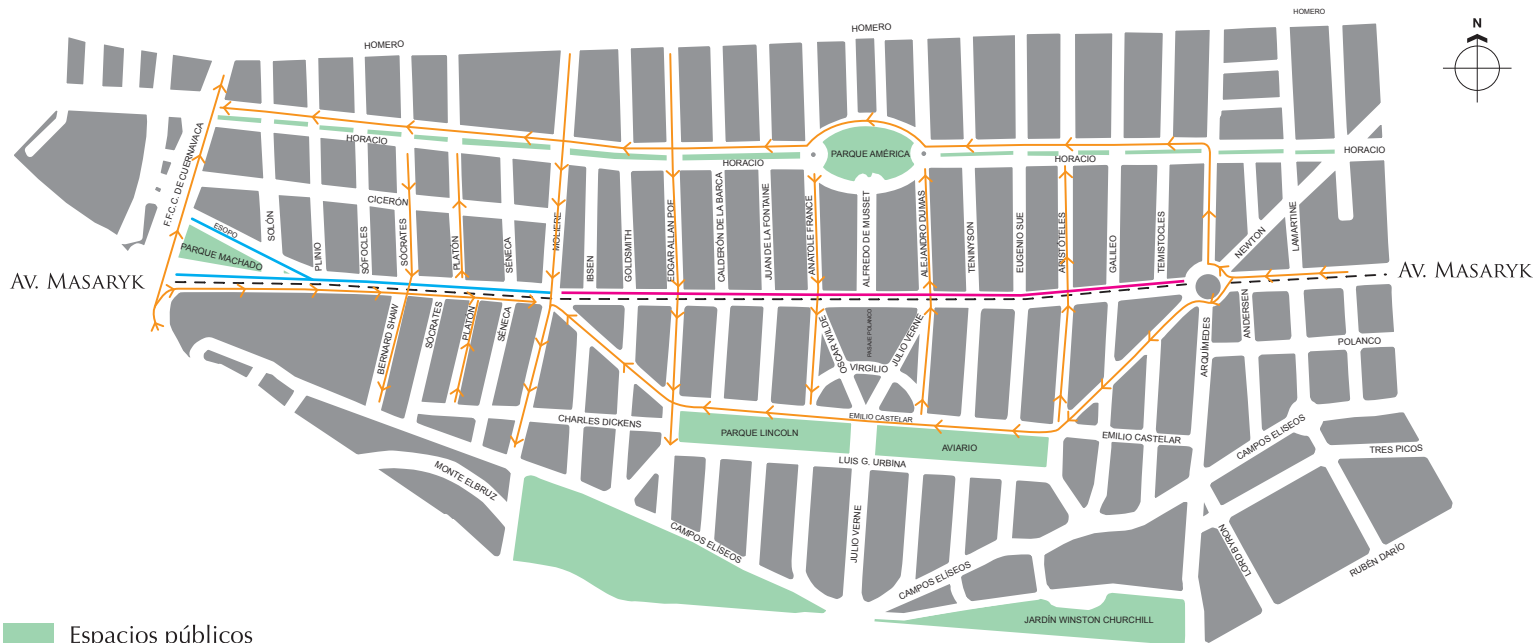 HOMERO
HOMERO
HOMERO
N
F.F.C.C. DE CUERNAVACA
HORACIO
HORACIO
PARQUE AMÉRICA
HORACIO
HORACIO
CICERÓN
ESOPO
PARQUE MACHADO
SOLÓN
PLINIO
SÓFOCLES
SÓCRATES
PLATÓN
SÉNECA
MOLIERE
IBSEN
GOLDSMITH
EDGAR ALLAN POE
CALDERÓN DE LA BARCA
JUAN DE LA FONTAINE
ANATOLE FRANCE
ALFREDO DE MUSSET
ALEJANDRO DUMAS
TENNYSON
EUGENIO SUE
ARISTÓTELES
GALILEO
TEMISTOCLES
NEWTON
LAMARTINE
AV. MASARYK
AV. MASARYK
BERNARD SHAW
SÓCRATES
PLATÓN
SÉNECA
OSCAR WILDE
PASAJE POLANCO
JULIO VERNE
VIRGILIO
ARQUIMEDES
ANDERSEN
POLANCO
CHARLES DICKENS
EMILIO CASTELAR
PARQUE LINCOLN
AVIARIO
EMILIO CASTELAR
CAMPOS ELISEOS
TRES PICOS
LUIS G. URBINA
MONTE ELBRUZ
CAMPOS ELÍSEOS
JULIO VERNE
CAMPOS ELÍSEOS
LORD BYRON
RUBÉN DARÍO
JARDÍN WINSTON CHURCHILL
Espacios públicos